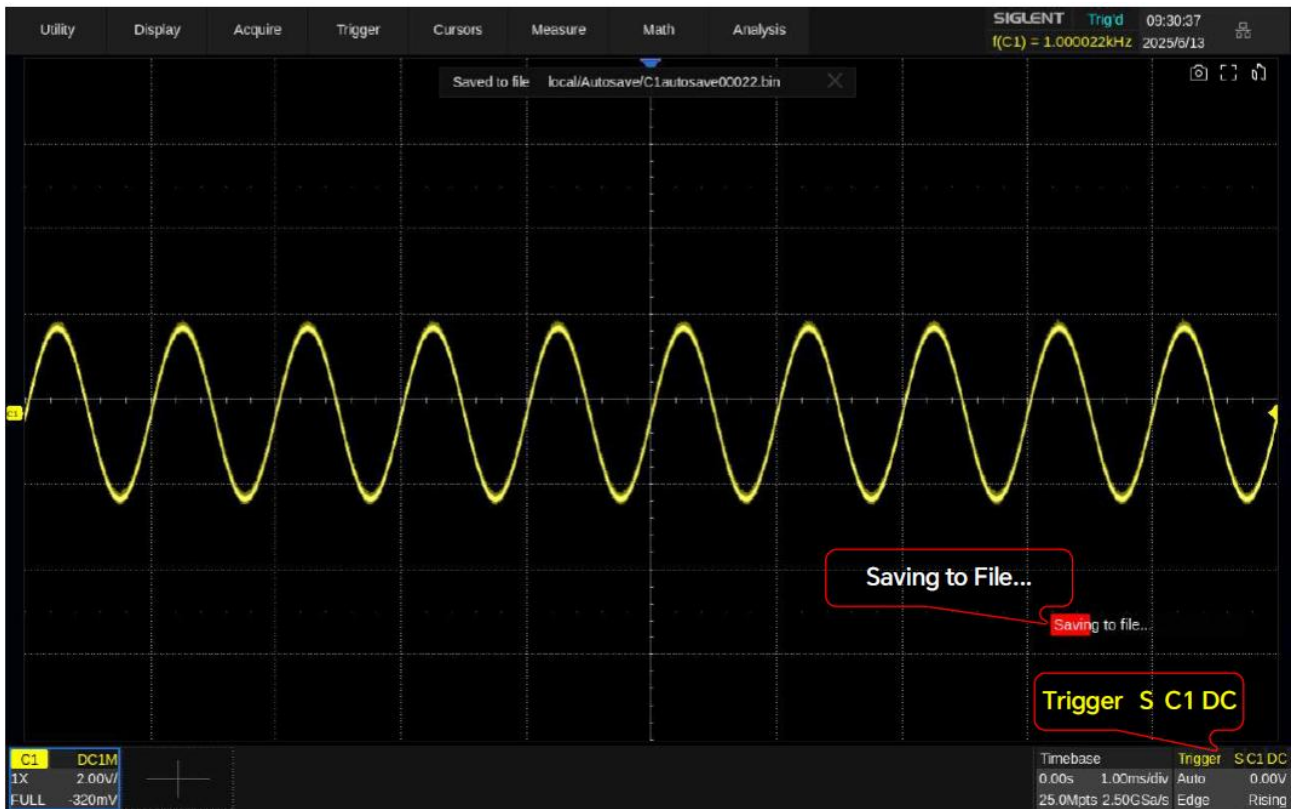 Utility Display Acquire Trigger Cursors Measure Math Analysis
SIGLENT Trig'd 09:30:37
f(C1) = 1.000022kHz 2025/6/13
Saved to file local/Autosave/C1autosave00022.bin
C1
Saving to File...
Saving to file...
Trigger S C1 DC
C1 DC1M
1X 2.00V/
FULL -320mV
Timebase
0.00s 1.00ms/div
25.0Mpts 2.50GSa/s
Trigger S C1 DC
Auto 0.00V
Edge Rising